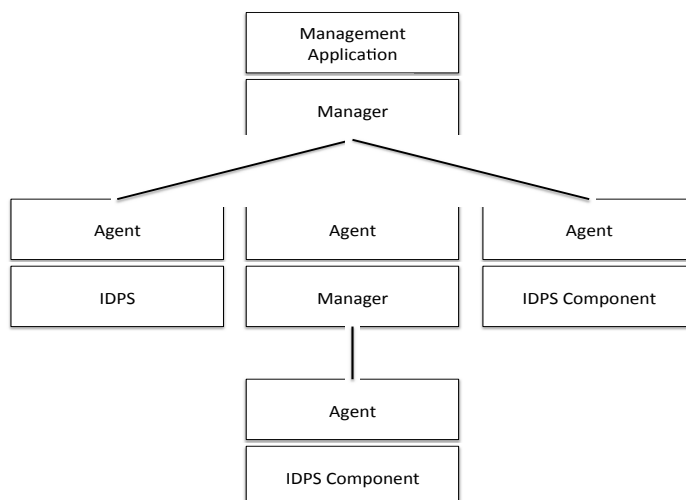 Management
Application
Manager
Agent
Agent
Agent
IDPS
Manager
IDPS Component
Agent
IDPS Component